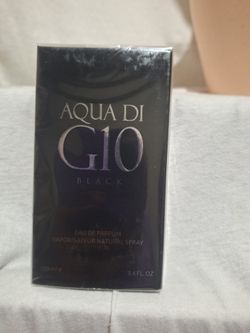 AQUA DI
G10
BLACK
EAU DE PARFUM
VAPORISATEUR NATURAL SPRAY
3.4 FL.OZ